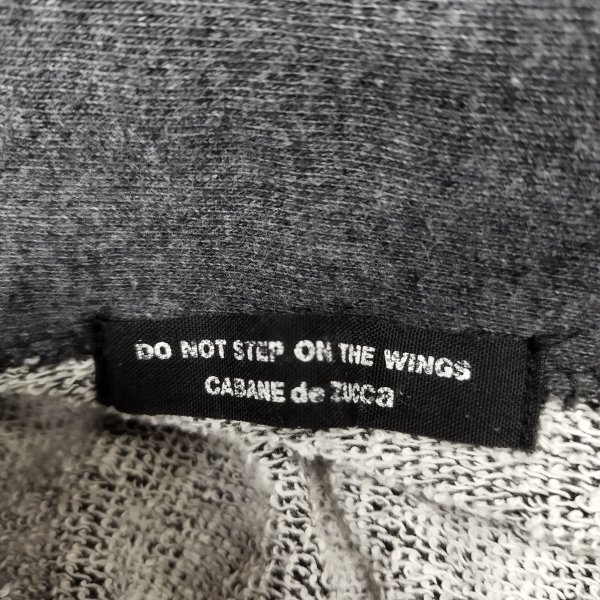 DO NOT STEP ON THE WINGS
CABANE de ZUCCa